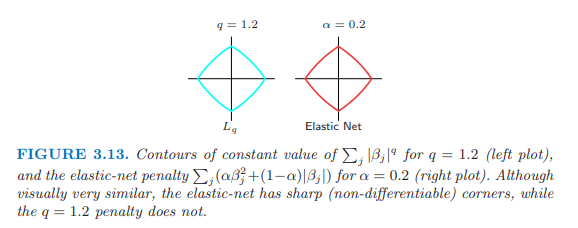 q = 1.2 α = 0.2
L_q Elastic Net
FIGURE 3.13. Contours of constant value of ∑_j |β_j|^q for q = 1.2 (left plot),
and the elastic-net penalty ∑_j(αβ_j^2+(1−α)|β_j|) for α = 0.2 (right plot). Although
visually very similar, the elastic-net has sharp (non-differentiable) corners, while
the q = 1.2 penalty does not.